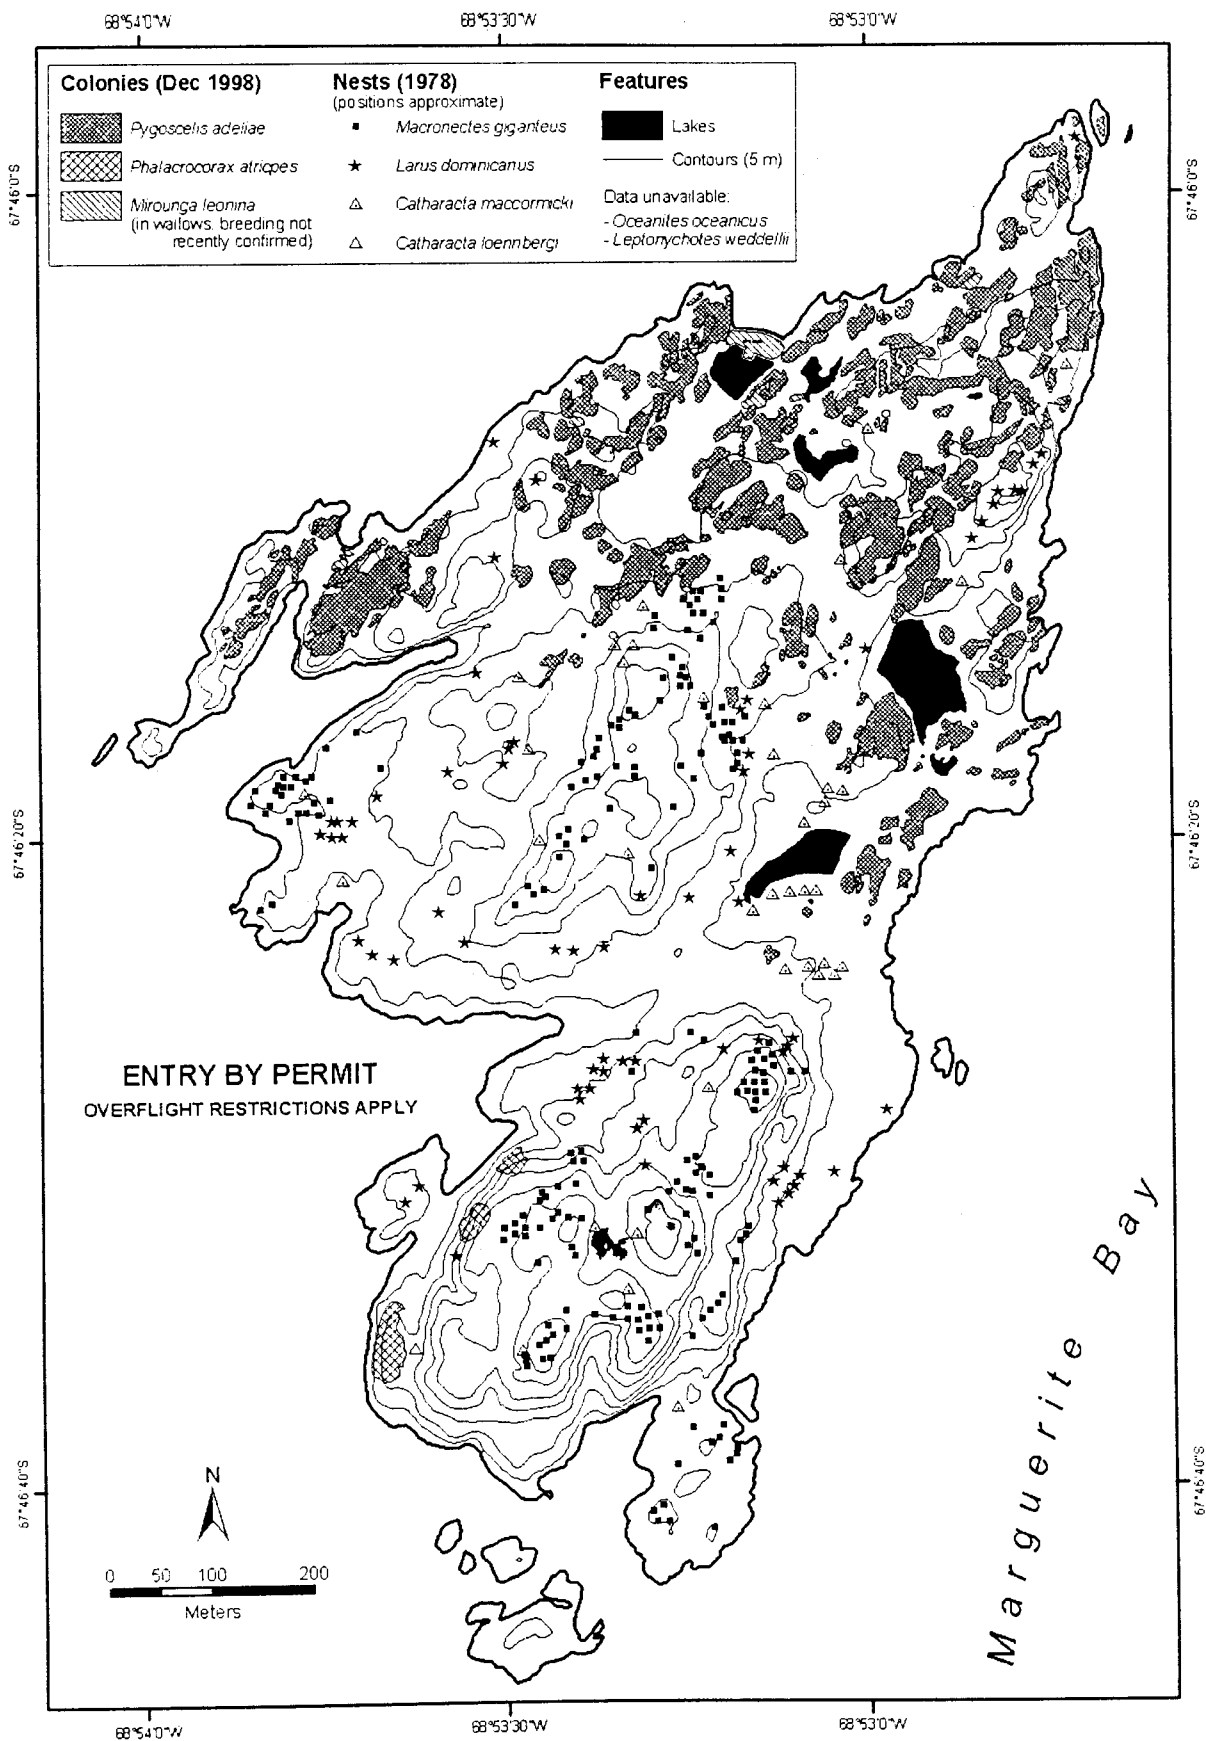 68°54'0"W
68°53'30"W
68°53'0"W
Colonies (Dec 1998)
Pygoscelis adeliae
Phalacrocorax atriceps
Mirounga leonina
(in wallows, breeding not
recently confirmed)
Nests (1978)
(positions approximate)
Macronectes giganteus
Larus dominicanus
Catharacta maccormicki
Catharacta loennbergi
Features
Lakes
Contours (5 m)
Data unavailable:
- Oceanites oceanicus
- Leptonychotes weddellii
67°46'0"S
67°46'0"S
67°46'20"S
67°46'20"S
ENTRY BY PERMIT
OVERFLIGHT RESTRICTIONS APPLY
Marguerite Bay
67°46'40"S
67°46'40"S
N
0 50 100 200
Meters
68°54'0"W
68°53'30"W
68°53'0"W